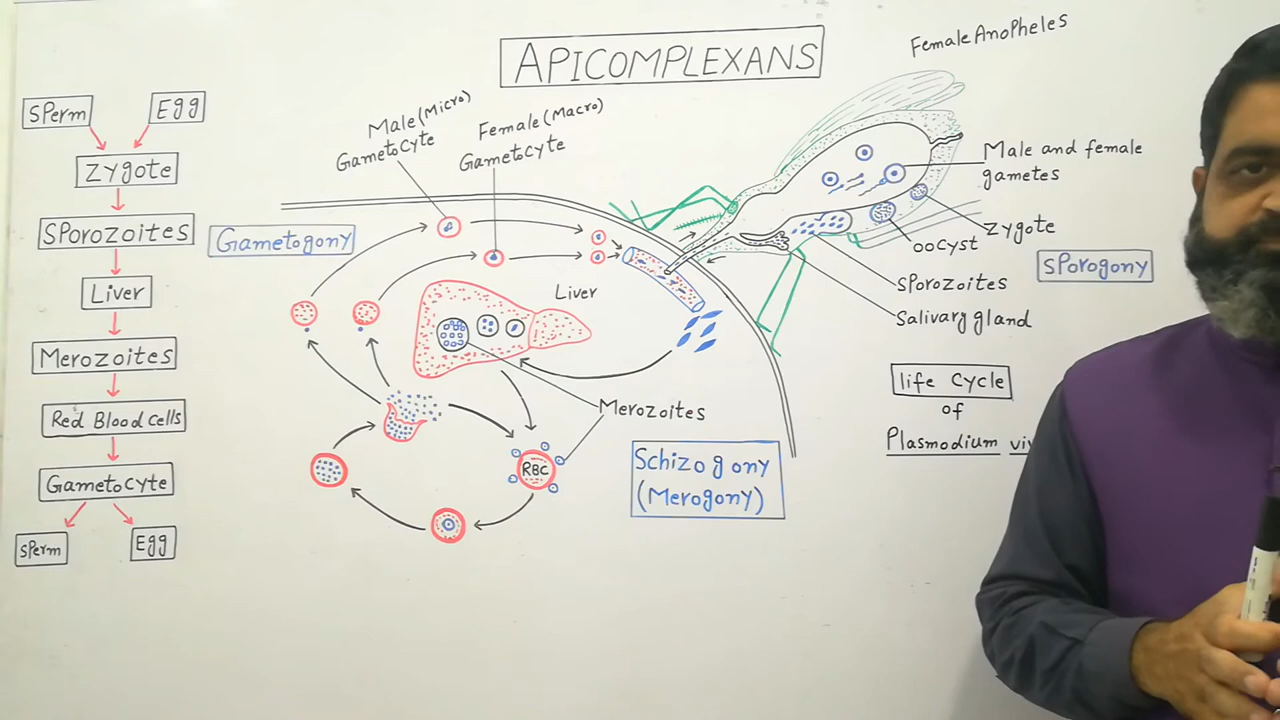 APICOMPLEXANS
Female Anopheles
Sperm
Egg
Zygote
Sporozoites
Liver
Merozoites
Red Blood cells
Gametocyte
Sperm
Egg
Gametogony
Male (Micro)
Gametocyte
Female (Macro)
Gametocyte
Liver
Merozoites
RBC
Schizogony
(Merogony)
Male and female
gametes
Zygote
oocyst
Sporozoites
Salivary gland
Sporogony
life Cycle
of
Plasmodium